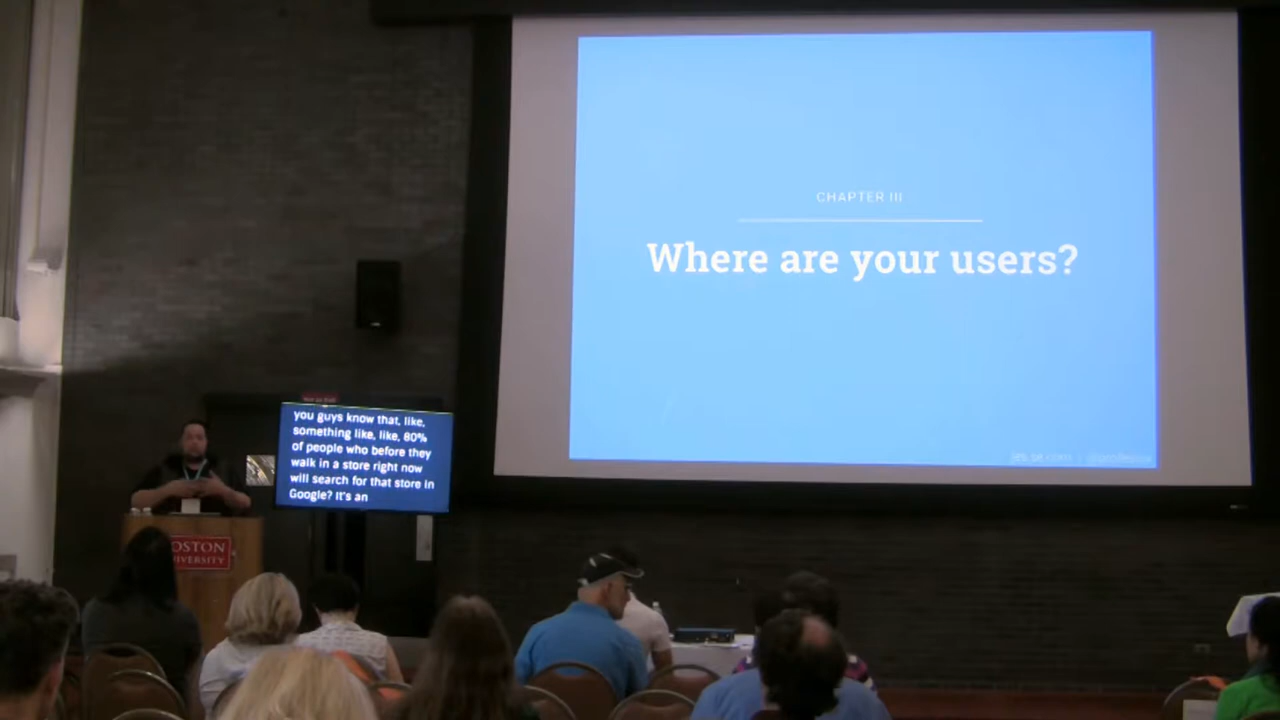 CHAPTER III
Where are your users?
you guys know that, like,
something like, like, 80%
of people who before they
walk in a store right now
will search for that store in
Google? It's an
OSTON
IVERSITY